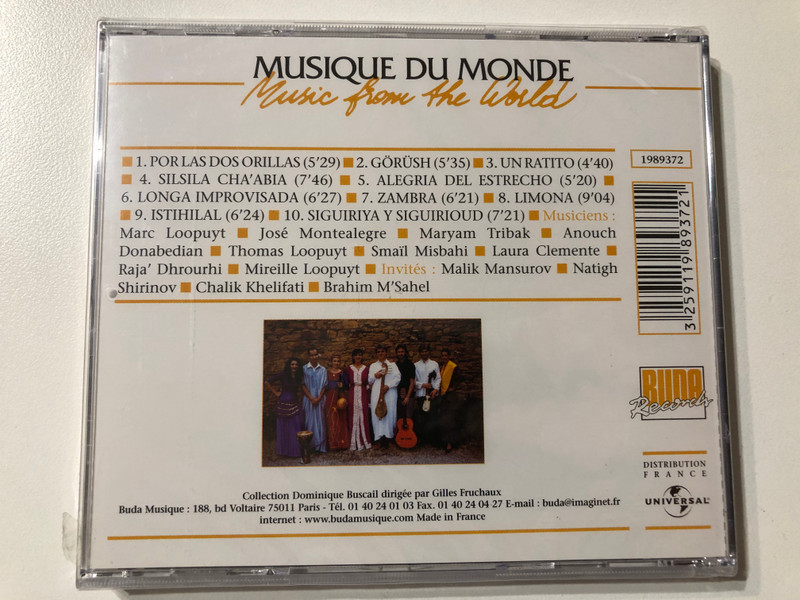 MUSIQUE DU MONDE
Music from the World
■ 1. POR LAS DOS ORILLAS (5’29) ■ 2. GÖRÜSH (5’35) ■ 3. UN RATITO (4’40)
■ 4. SILSILA CHA’ABIA (7’46) ■ 5. ALEGRIA DEL ESTRECHO (5’20) ■
6. LONGA IMPROVISADA (6’27) ■ 7. ZAMBRA (6’21) ■ 8. LIMONA (9’04)
■ 9. ISTIHILAL (6’24) ■ 10. SIGUIRIYA Y SIGUIRIOUD (7’21) ■ Musiciens :
Marc Loopuyt ■ José Montealegre ■ Maryam Tribak ■ Anouch
Donabedian ■ Thomas Loopuyt ■ Smaïl Misbahi ■ Laura Clemente ■
Raja’ Dhrourhi ■ Mireille Loopuyt ■ Invités : Malik Mansurov ■ Natigh
Shirinov ■ Chalik Khelifati ■ Brahim M’Sahel
1989372
3 259119 893721
BUDA
Records
DISTRIBUTION
FRANCE
UNIVERSAL
Collection Dominique Buscail dirigée par Gilles Fruchaux
Buda Musique : 188, bd Voltaire 75011 Paris - Tél. 01 40 24 01 03 Fax. 01 40 24 04 27 E-mail : buda@imaginet.fr
internet : www.budamusique.com Made in France